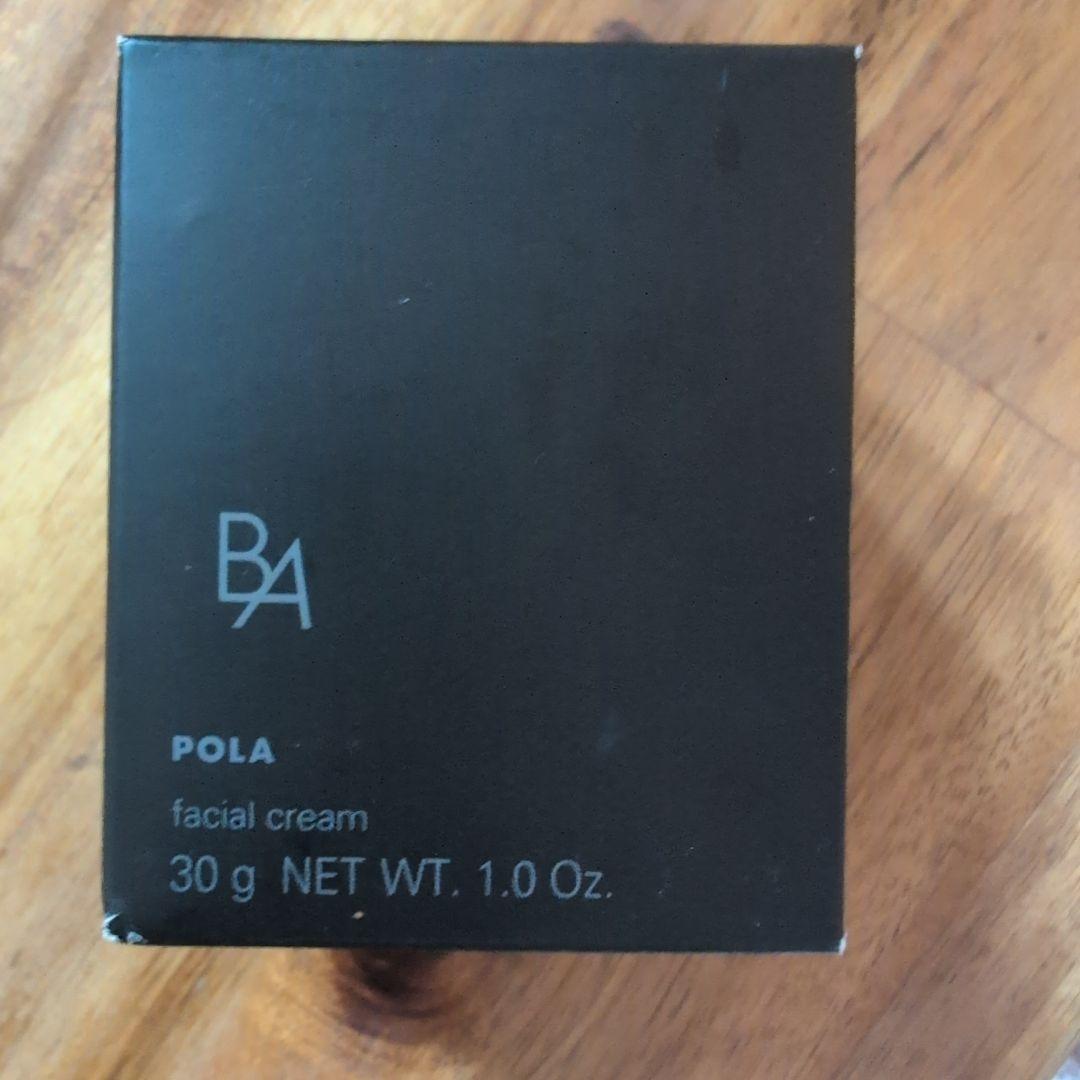 BA
POLA
facial cream
30 g NET WT. 1.0 Oz.